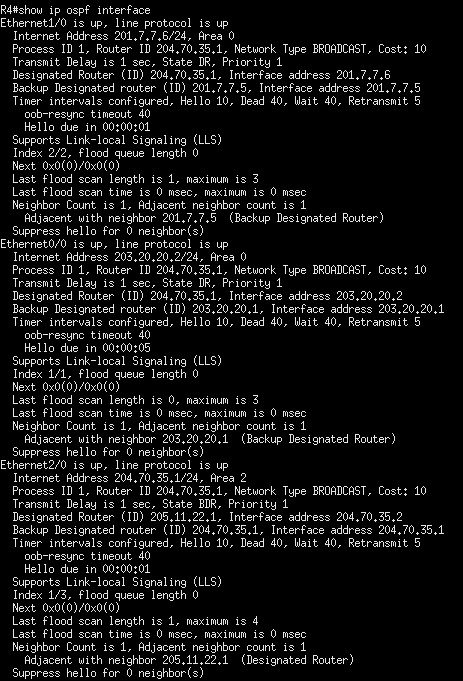 R4#show ip ospf interface
Ethernet1/0 is up, line protocol is up
Internet Address 201.7.7.6/24, Area 0
Process ID 1, Router ID 204.70.35.1, Network Type BROADCAST, Cost: 10
Transmit Delay is 1 sec, State DR, Priority 1
Designated Router (ID) 204.70.35.1, Interface address 201.7.7.6
Backup Designated router (ID) 201.7.7.5, Interface address 201.7.7.5
Timer intervals configured, Hello 10, Dead 40, Wait 40, Retransmit 5
oob-resync timeout 40
Hello due in 00:00:01
Supports Link-local Signaling (LLS)
Index 2/2, flood queue length 0
Next 0x0(0)/0x0(0)
Last flood scan length is 1, maximum is 3
Last flood scan time is 0 msec, maximum is 0 msec
Neighbor Count is 1, Adjacent neighbor count is 1
Adjacent with neighbor 201.7.7.5  (Backup Designated Router)
Suppress hello for 0 neighbor(s)
Ethernet0/0 is up, line protocol is up
Internet Address 203.20.20.2/24, Area 0
Process ID 1, Router ID 204.70.35.1, Network Type BROADCAST, Cost: 10
Transmit Delay is 1 sec, State DR, Priority 1
Designated Router (ID) 204.70.35.1, Interface address 203.20.20.2
Backup Designated router (ID) 203.20.20.1, Interface address 203.20.20.1
Timer intervals configured, Hello 10, Dead 40, Wait 40, Retransmit 5
oob-resync timeout 40
Hello due in 00:00:05
Supports Link-local Signaling (LLS)
Index 1/1, flood queue length 0
Next 0x0(0)/0x0(0)
Last flood scan length is 0, maximum is 3
Last flood scan time is 0 msec, maximum is 0 msec
Neighbor Count is 1, Adjacent neighbor count is 1
Adjacent with neighbor 203.20.20.1  (Backup Designated Router)
Suppress hello for 0 neighbor(s)
Ethernet2/0 is up, line protocol is up
Internet Address 204.70.35.1/24, Area 2
Process ID 1, Router ID 204.70.35.1, Network Type BROADCAST, Cost: 10
Transmit Delay is 1 sec, State BDR, Priority 1
Designated Router (ID) 205.11.22.1, Interface address 204.70.35.2
Backup Designated router (ID) 204.70.35.1, Interface address 204.70.35.1
Timer intervals configured, Hello 10, Dead 40, Wait 40, Retransmit 5
oob-resync timeout 40
Hello due in 00:00:01
Supports Link-local Signaling (LLS)
Index 1/3, flood queue length 0
Next 0x0(0)/0x0(0)
Last flood scan length is 1, maximum is 4
Last flood scan time is 0 msec, maximum is 0 msec
Neighbor Count is 1, Adjacent neighbor count is 1
Adjacent with neighbor 205.11.22.1  (Designated Router)
Suppress hello for 0 neighbor(s)